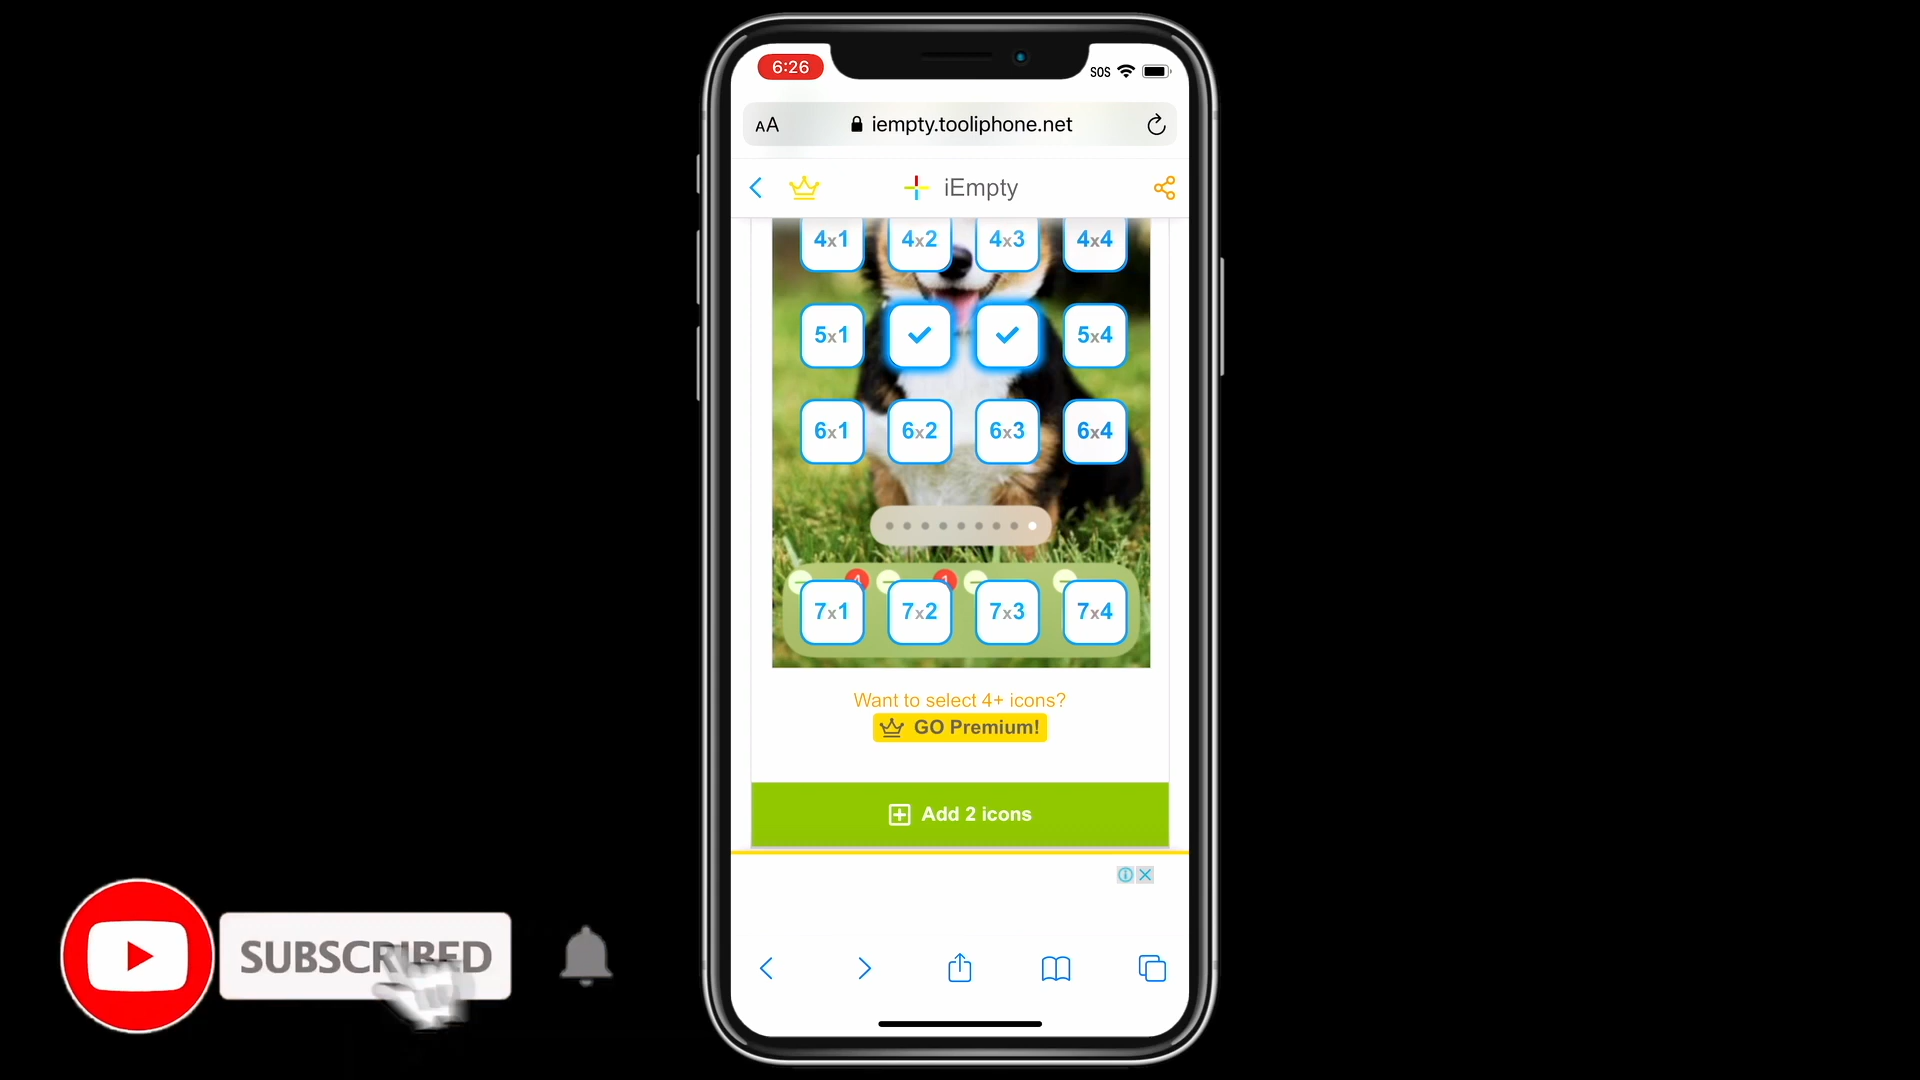 6:26
SOS
AA
iempty.tooliphone.net
iEmpty
4x1 4x2 4x3 4x4
5x1 5x4
6x1 6x2 6x3 6x4
7x1 7x2 7x3 7x4
Want to select 4+ icons?
GO Premium!
Add 2 icons
SUBSCRIBED